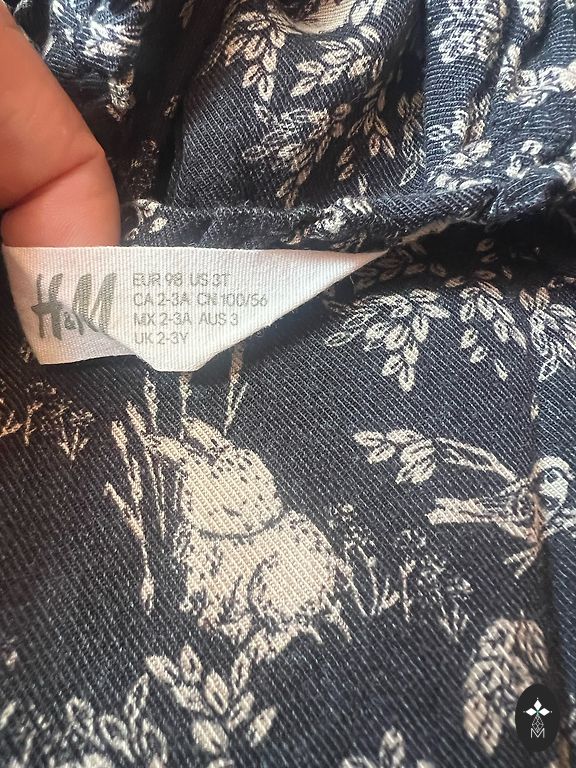 H&M
EUR 98 US 3T
CA 2-3A CN 100/56
MX 2-3A AUS 3
UK 2-3Y
M